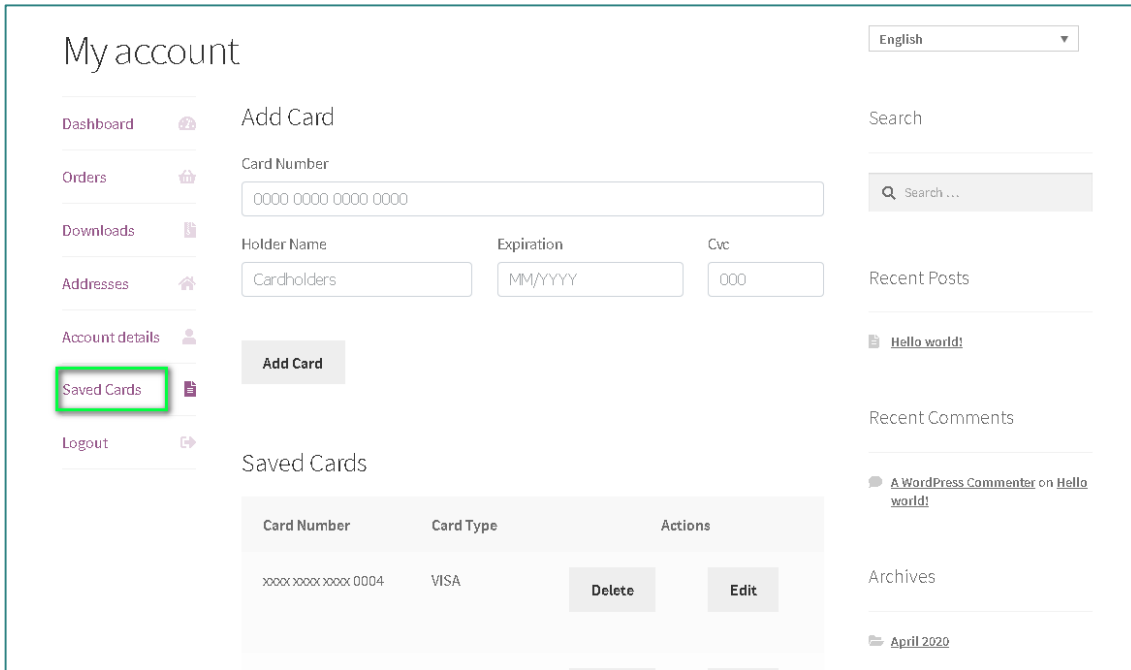 My account
English
Dashboard
Orders
Downloads
Addresses
Account details
Saved Cards
Logout
Add Card
Card Number
0000 0000 0000 0000
Holder Name Expiration Cvc
Cardholders MM/YYYY 000
Add Card
Saved Cards
Card Number Card Type Actions
xxxx xxxx xxxx 0004 VISA Delete Edit
Search
Search ...
Recent Posts
Hello world!
Recent Comments
A WordPress Commenter on Hello
world!
Archives
April 2020